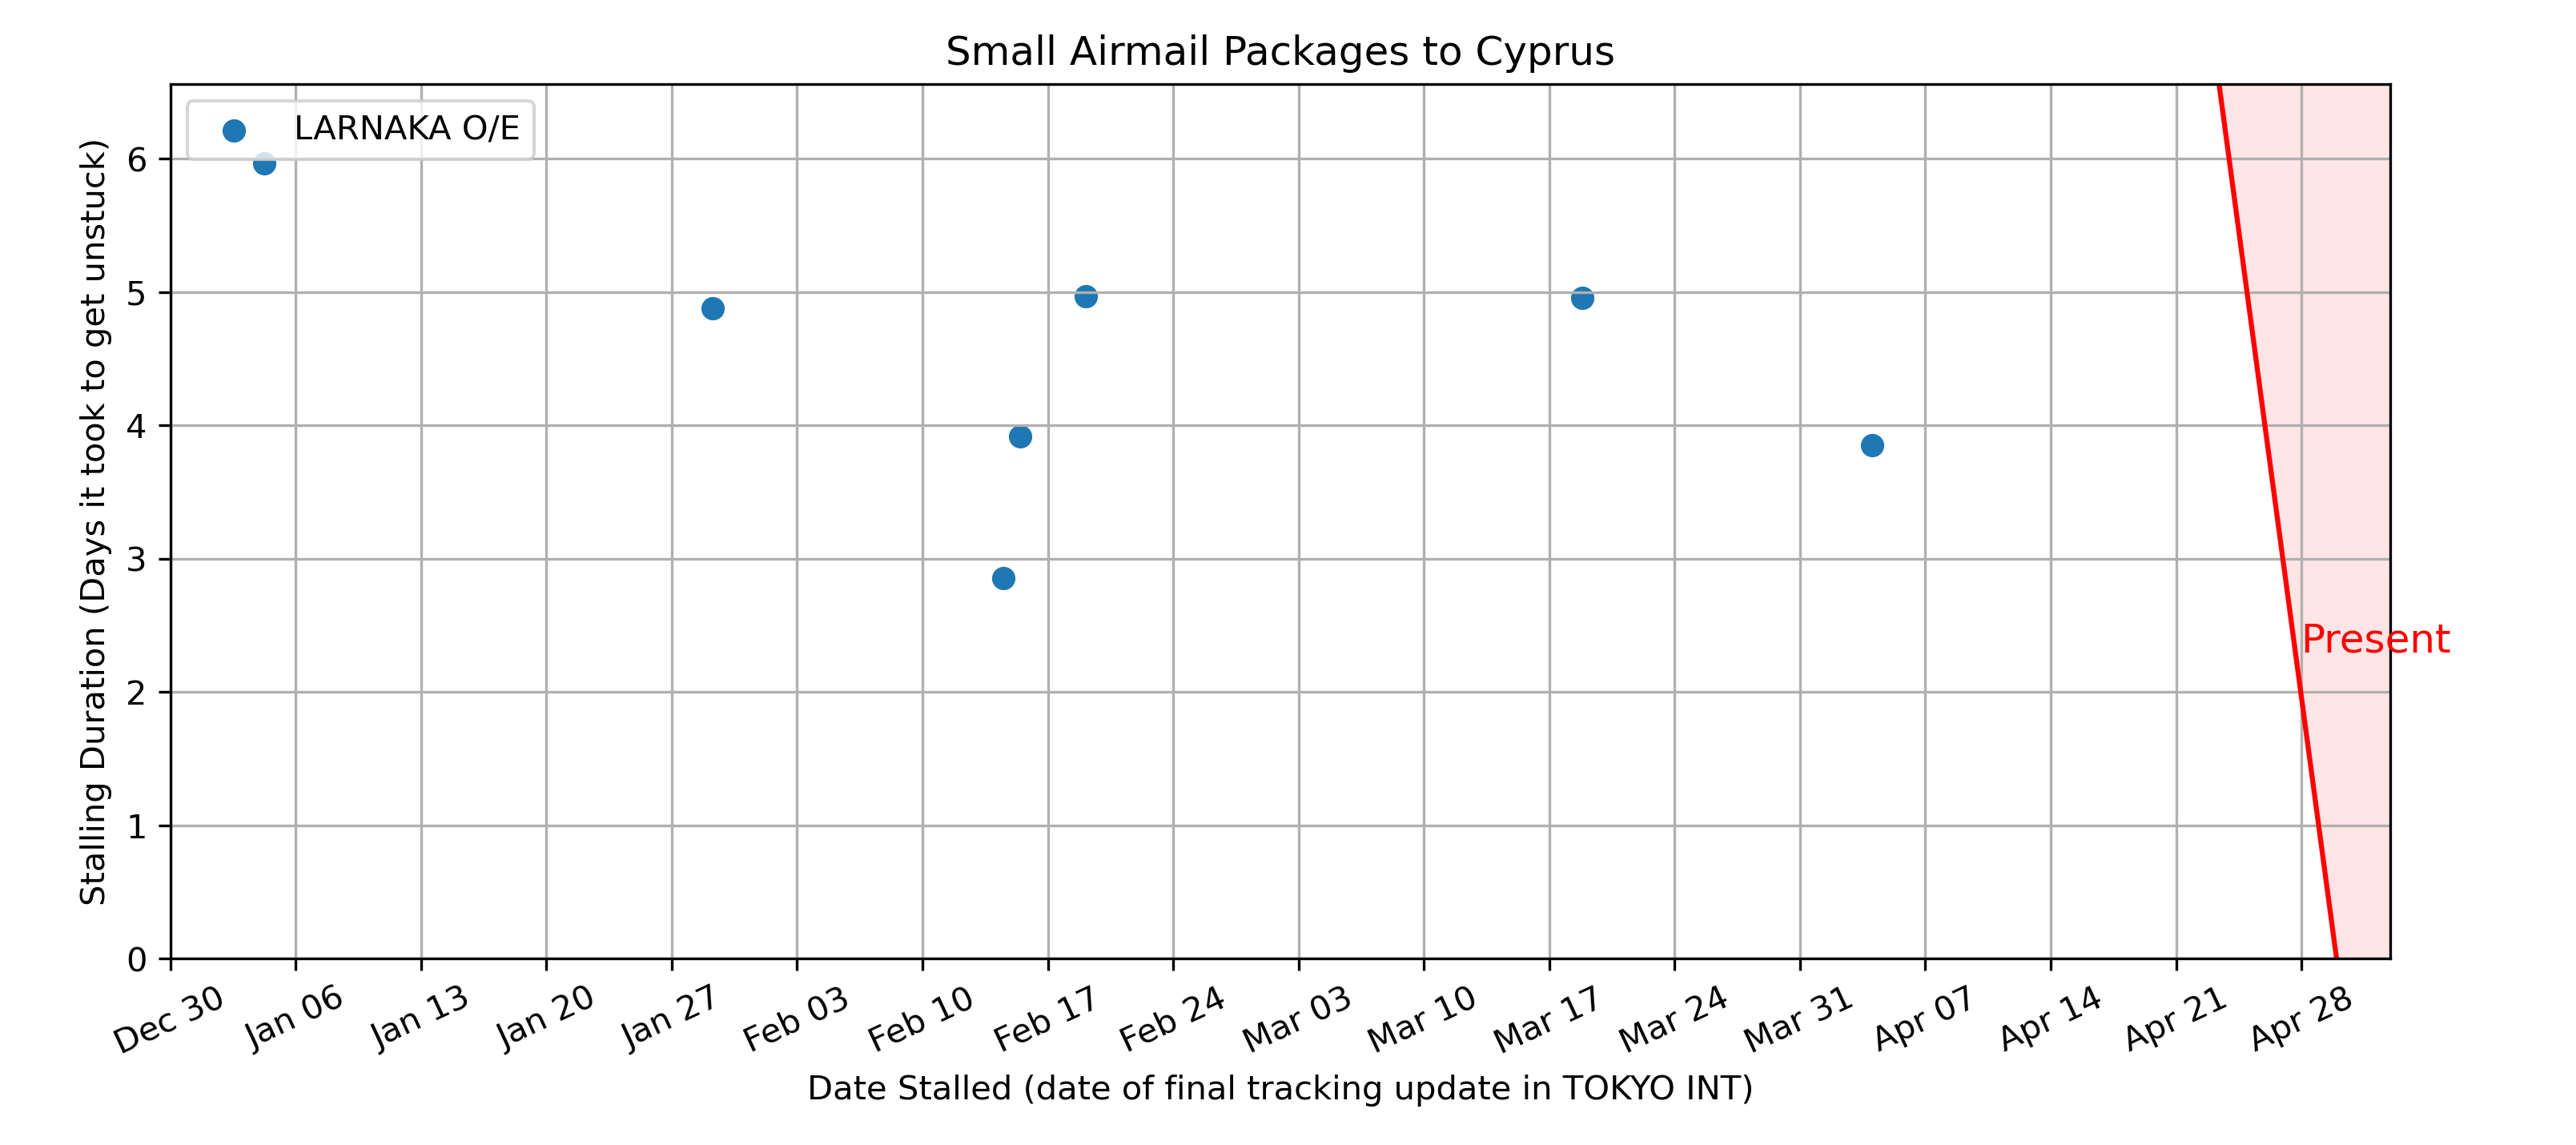 Small Airmail Packages to Cyprus
LARNAKA O/E
Stalling Duration (Days it took to get unstuck)
6
5
4
3
2
1
0
Present
Dec 30
Jan 06
Jan 13
Jan 20
Jan 27
Feb 03
Feb 10
Feb 17
Feb 24
Mar 03
Mar 10
Mar 17
Mar 24
Mar 31
Apr 07
Apr 14
Apr 21
Apr 28
Date Stalled (date of final tracking update in TOKYO INT)